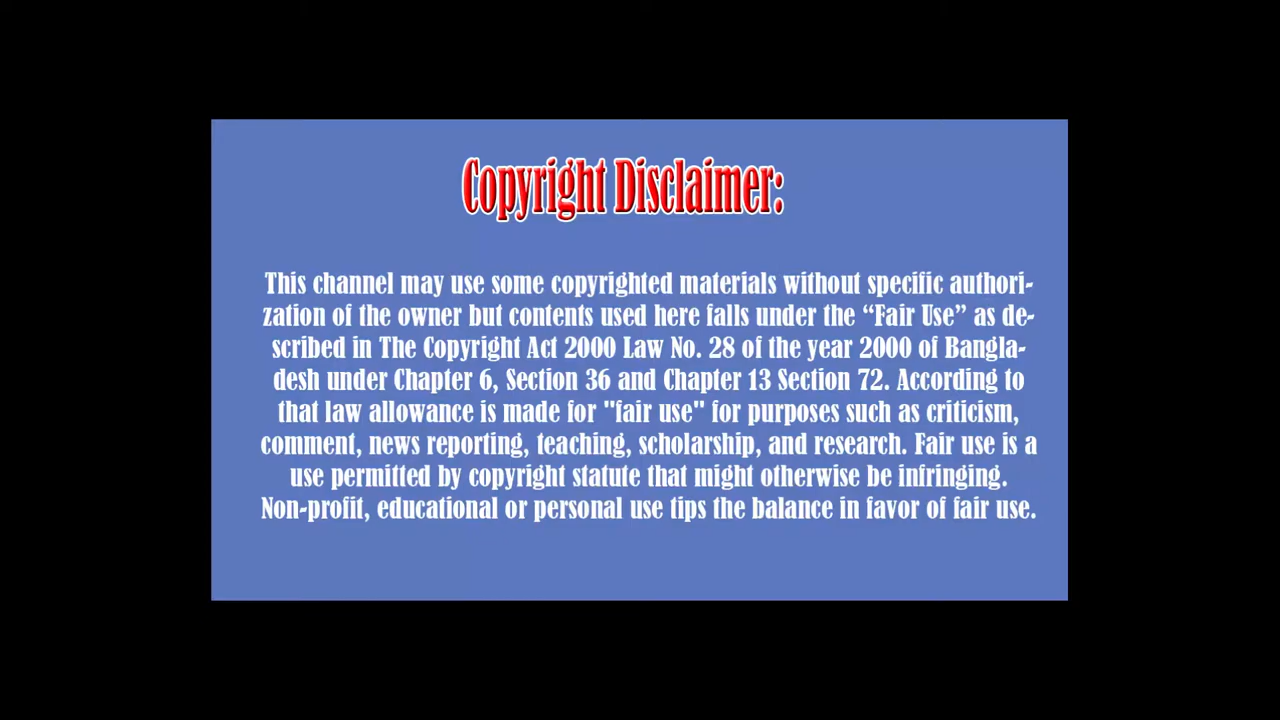 Copyright Disclaimer:
This channel may use some copyrighted materials without specific authori-
zation of the owner but contents used here falls under the “Fair Use” as de-
scribed in The Copyright Act 2000 Law No. 28 of the year 2000 of Bangla-
desh under Chapter 6, Section 36 and Chapter 13 Section 72. According to
that law allowance is made for "fair use" for purposes such as criticism,
comment, news reporting, teaching, scholarship, and research. Fair use is a
use permitted by copyright statute that might otherwise be infringing.
Non-profit, educational or personal use tips the balance in favor of fair use.